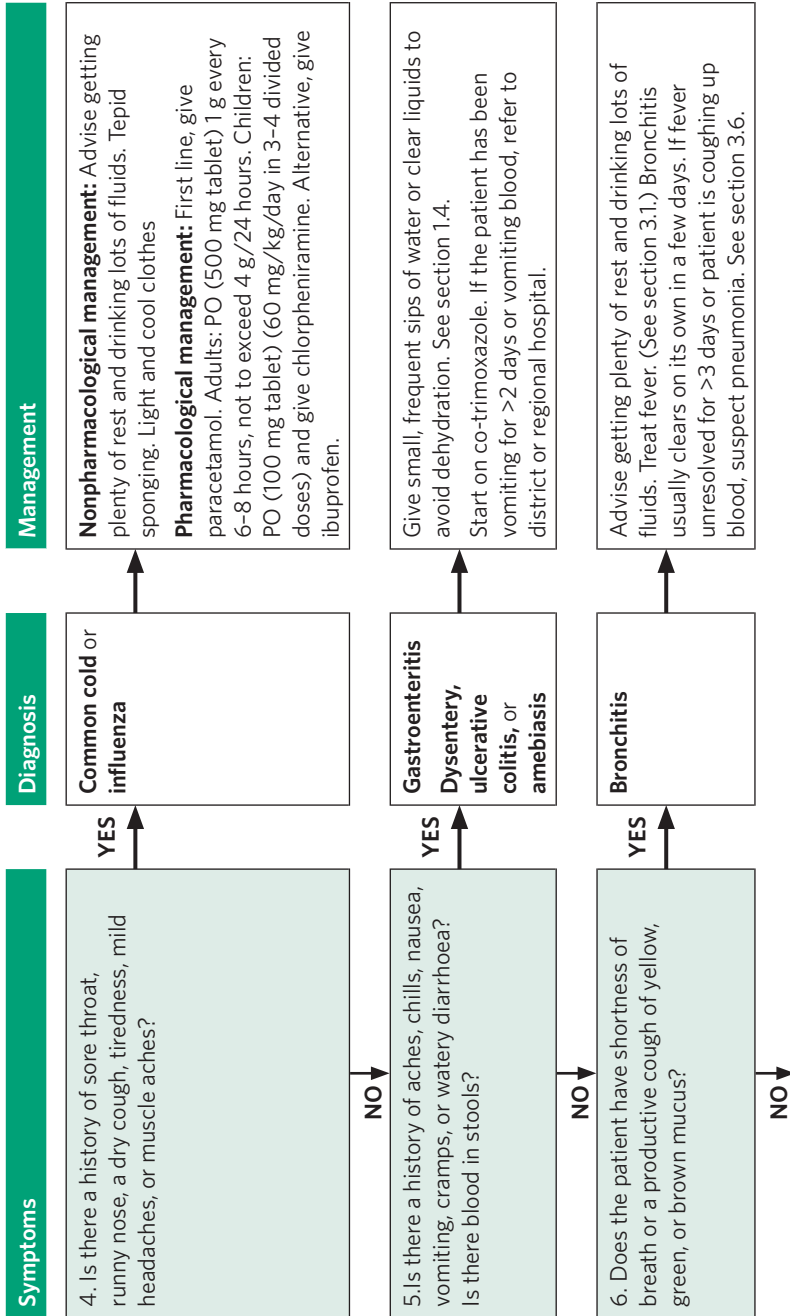 Symptoms
Diagnosis
Management
4. Is there a history of sore throat,
runny nose, a dry cough, tiredness, mild
headaches, or muscle aches?
YES
Common cold or
influenza
Nonpharmacological management: Advise getting
plenty of rest and drinking lots of fluids. Tepid
sponging. Light and cool clothes
Pharmacological management: First line, give
paracetamol. Adults: PO (500 mg tablet) 1 g every
6–8 hours, not to exceed 4 g/24 hours. Children:
PO (100 mg tablet) (60 mg/kg/day in 3–4 divided
doses) and give chlorpheniramine. Alternative, give
ibuprofen.
NO
5.Is there a history of aches, chills, nausea,
vomiting, cramps, or watery diarrhoea?
Is there blood in stools?
YES
Gastroenteritis
Dysentery,
ulcerative
colitis, or
amebiasis
Give small, frequent sips of water or clear liquids to
avoid dehydration. See section 1.4.
Start on co-trimoxazole. If the patient has been
vomiting for >2 days or vomiting blood, refer to
district or regional hospital.
NO
6. Does the patient have shortness of
breath or a productive cough of yellow,
green, or brown mucus?
YES
Bronchitis
Advise getting plenty of rest and drinking lots of
fluids. Treat fever. (See section 3.1.) Bronchitis
usually clears on its own in a few days. If fever
unresolved for >3 days or patient is coughing up
blood, suspect pneumonia. See section 3.6.
NO